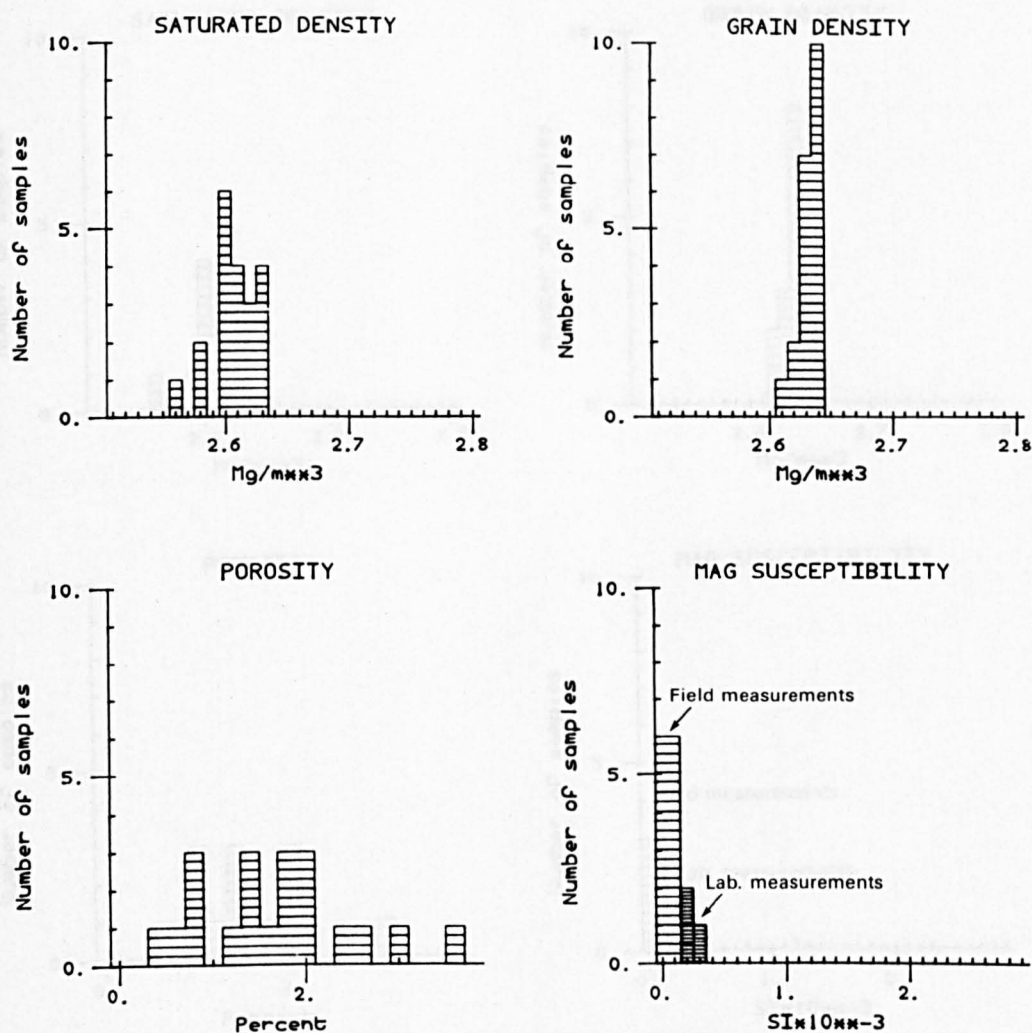 SATURATED DENSITY
10.
5.
0.
Number of samples
2.6 2.7 2.8
Mg/m**3
GRAIN DENSITY
10.
5.
0.
Number of samples
2.6 2.7 2.8
Mg/m**3
POROSITY
10.
5.
0.
Number of samples
0. 2.
Percent
MAG SUSCEPTIBILITY
10.
5.
0.
Number of samples
Field measurements
Lab. measurements
0. 1. 2.
SI*10**-3